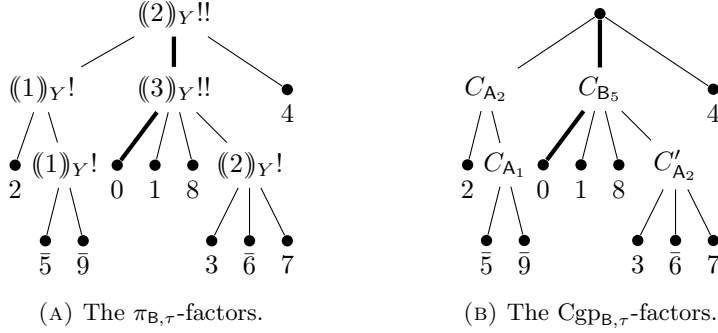 ((2))_Y!! 
((1))_Y! ((3))_Y!! 4 C_{A_2} C_{B_5} 4
2 ((1))_Y! 0 1 8 ((2))_Y! 2 C_{A_1} 0 1 8 C'_{A_2}
5̄ 9̄ 3 6̄ 7 5̄ 9̄ 3 6̄ 7
(A) The π_{B,τ}-factors. (B) The Cgp_{B,τ}-factors.